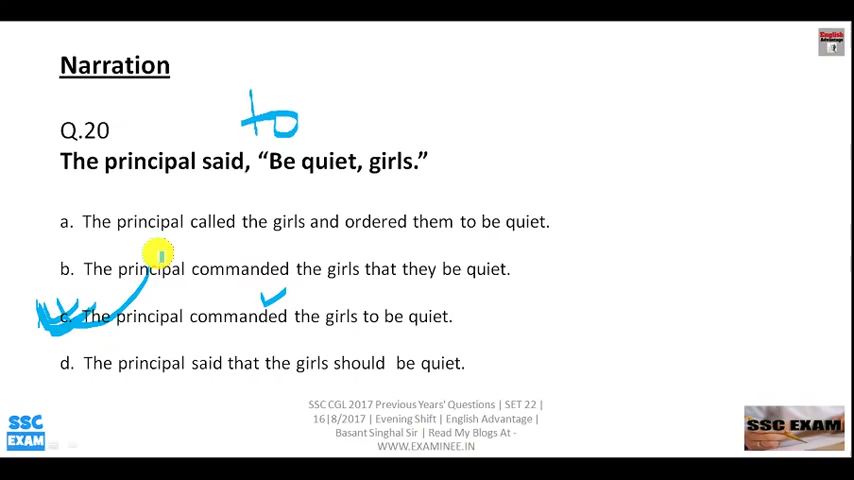 English
Advantage
Narration
to
Q.20
The principal said, “Be quiet, girls.”
a. The principal called the girls and ordered them to be quiet.
b. The principal commanded the girls that they be quiet.
c. The principal commanded the girls to be quiet.
d. The principal said that the girls should be quiet.
SSC CGL 2017 Previous Years' Questions | SET 22 |
16|8/2017 | Evening Shift | English Advantage |
Basant Singhal Sir | Read My Blogs At -
WWW.EXAMINEE.IN
SSC
EXAM
SSC EXAM